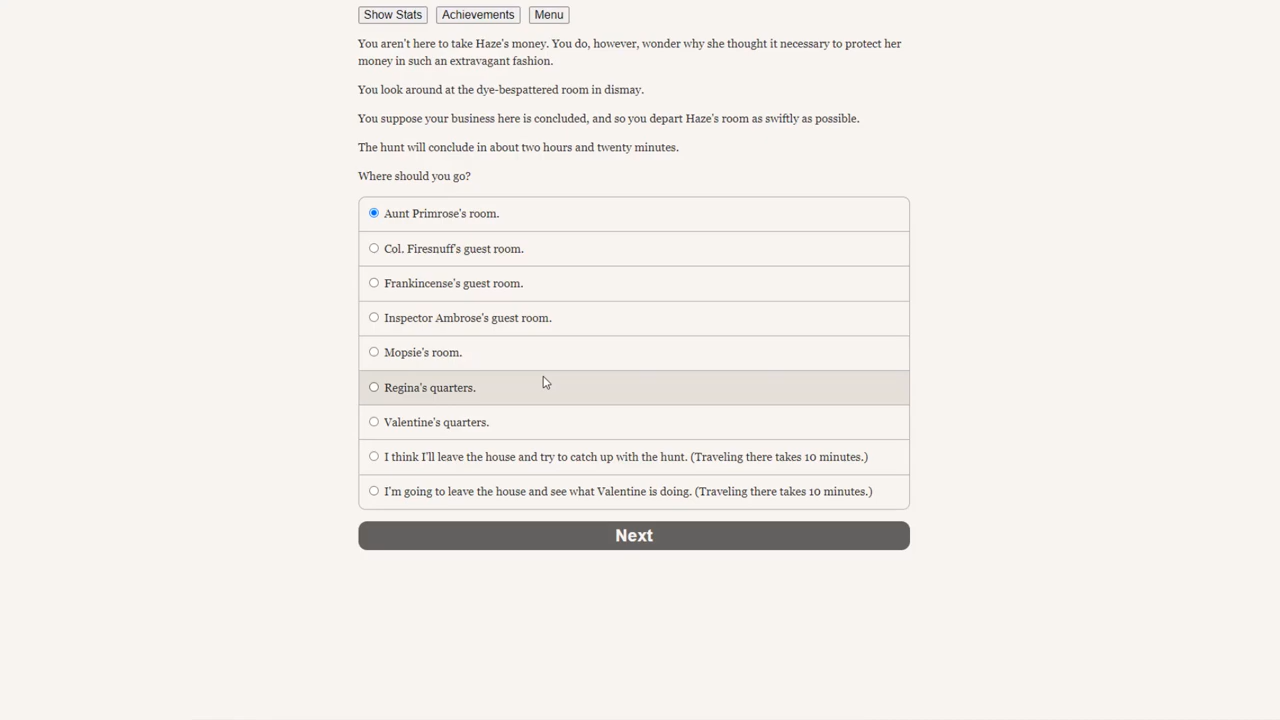 Show Stats Achievements Menu
You aren't here to take Haze's money. You do, however, wonder why she thought it necessary to protect her
money in such an extravagant fashion.
You look around at the dye-bespattered room in dismay.
You suppose your business here is concluded, and so you depart Haze's room as swiftly as possible.
The hunt will conclude in about two hours and twenty minutes.
Where should you go?
Aunt Primrose's room.
Col. Firesnuff's guest room.
Frankincense's guest room.
Inspector Ambrose's guest room.
Mopsie's room.
Regina's quarters.
Valentine's quarters.
I think I'll leave the house and try to catch up with the hunt. (Traveling there takes 10 minutes.)
I'm going to leave the house and see what Valentine is doing. (Traveling there takes 10 minutes.)
Next